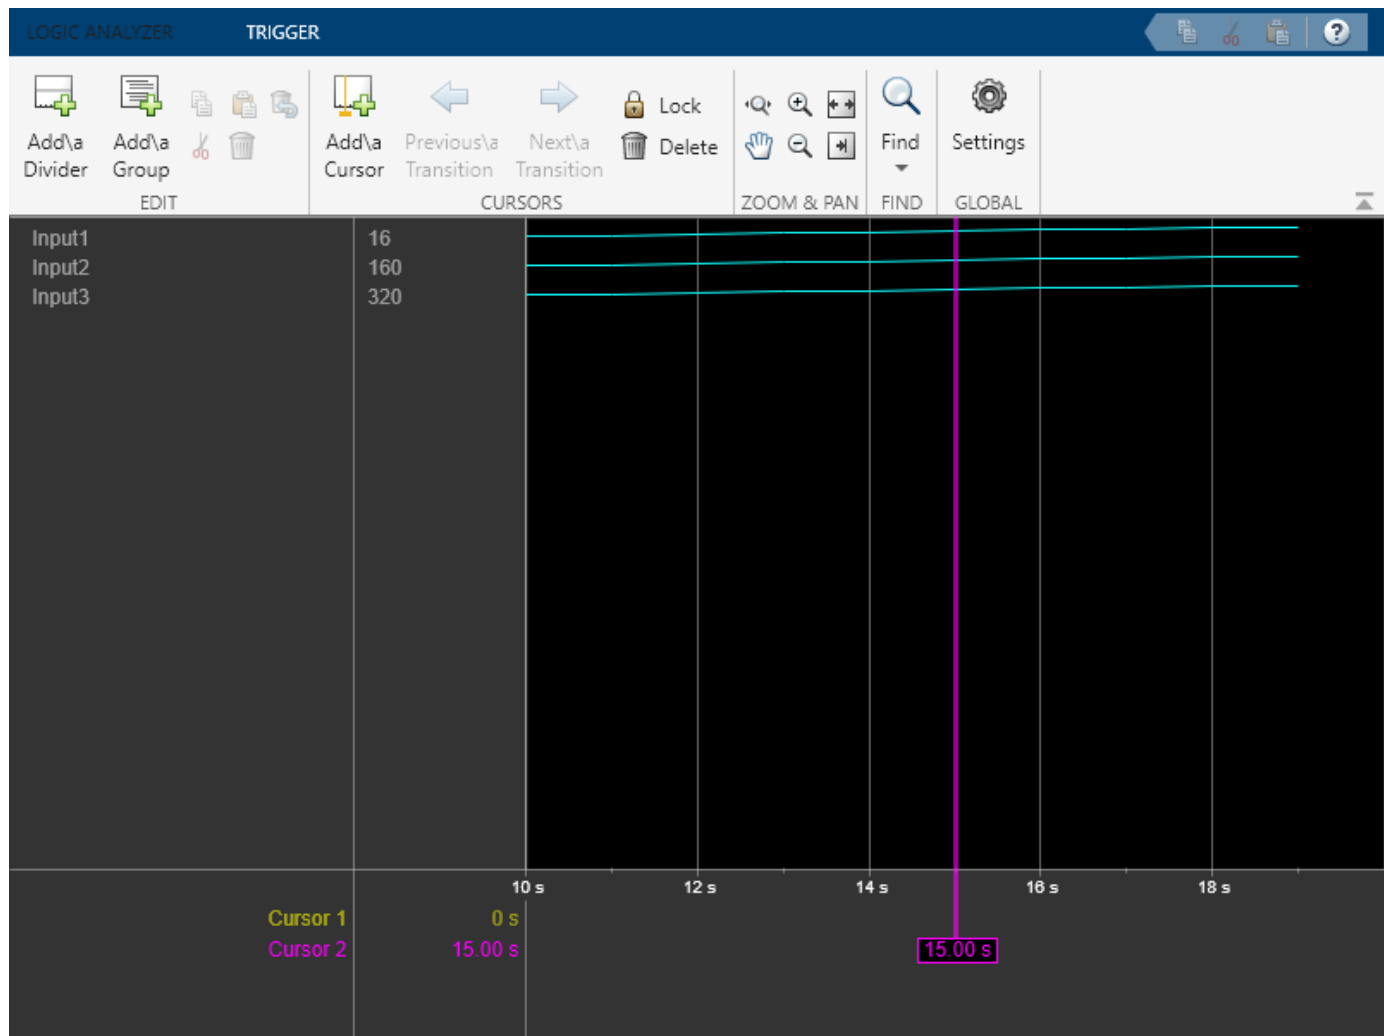 LOGIC ANALYZER TRIGGER
?
Add\a Divider
Add\a Group
Add\a Cursor
Previous\a Transition
Next\a Transition
Lock
Delete
Find
Settings
EDIT CURSORS ZOOM & PAN FIND GLOBAL
Input1 16
Input2 160
Input3 320
10 s 12 s 14 s 16 s 18 s
Cursor 1 0 s
Cursor 2 15.00 s 15.00 s